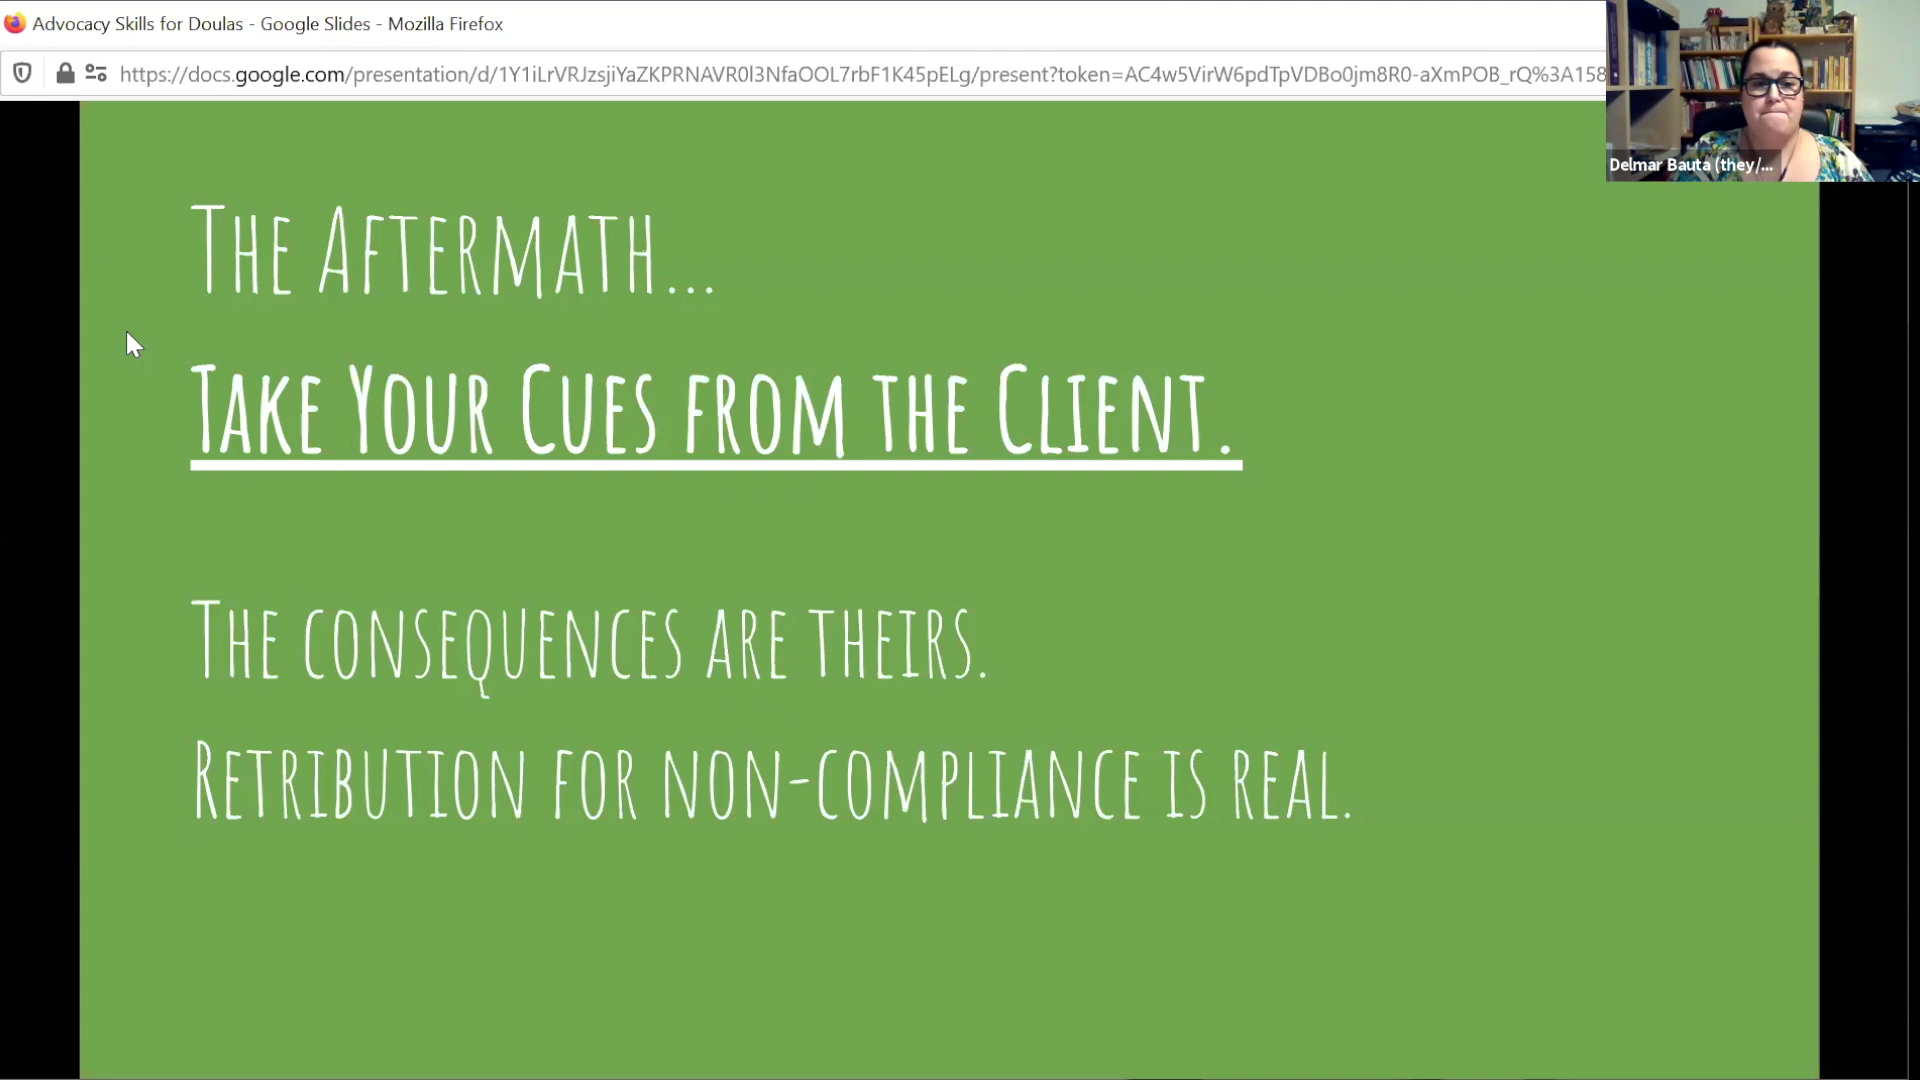 Advocacy Skills for Doulas - Google Slides - Mozilla Firefox
https://docs.google.com/presentation/d/1Y1iLrVRJzsjiYaZKPRNAVR0l3NfaOOL7rbF1K45pELg/present?token=AC4w5VirW6pdTpVDBo0jm8R0-aXmPOB_rQ%3A158
Delmar Bauta (they/...
The Aftermath...
Take Your Cues from the Client.
The consequences are theirs.
Retribution for non-compliance is real.